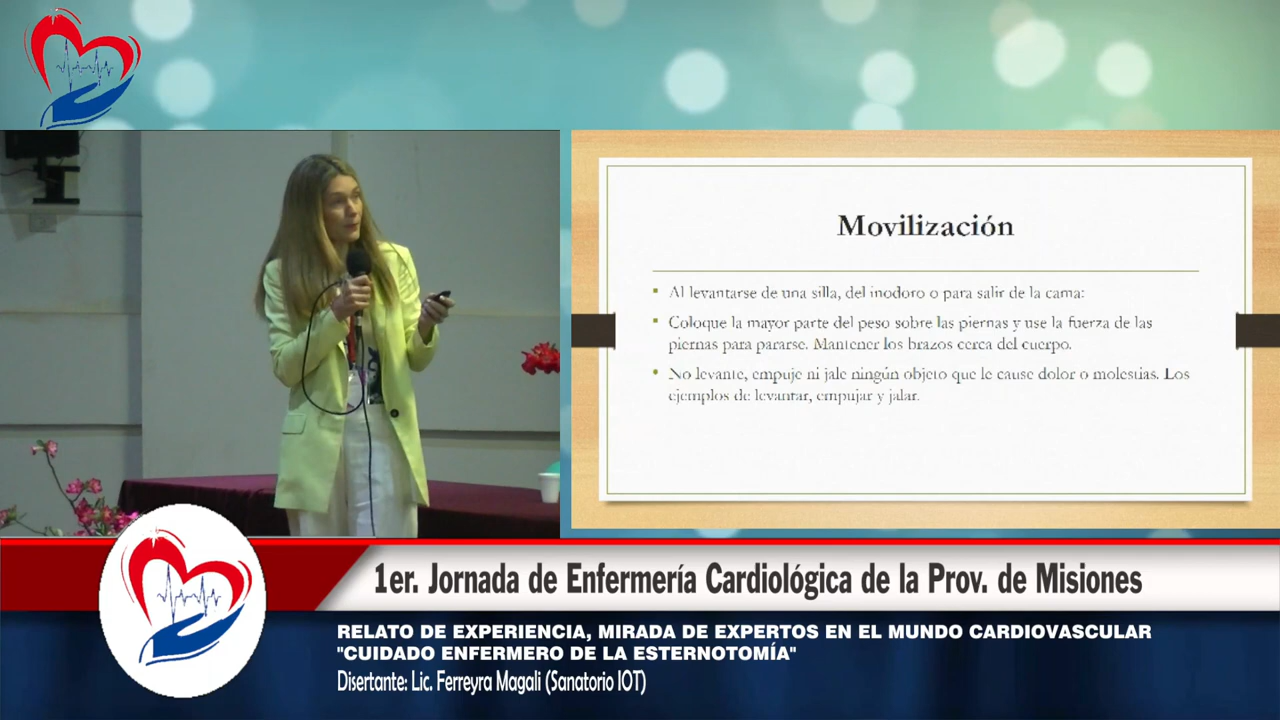 Movilización
Al levantarse de una silla, del inodoro o para salir de la cama:
Coloque la mayor parte del peso sobre las piernas y use la fuerza de las
piernas para pararse. Mantener los brazos cerca del cuerpo.
No levante, empuje ni jale ningún objeto que le cause dolor o molestias. Los
ejemplos de levantar, empujar y jalar.
1er. Jornada de Enfermería Cardiológica de la Prov. de Misiones
RELATO DE EXPERIENCIA, MIRADA DE EXPERTOS EN EL MUNDO CARDIOVASCULAR
"CUIDADO ENFERMERO DE LA ESTERNOTOMÍA"
Disertante: Lic. Ferreyra Magali (Sanatorio IOT)